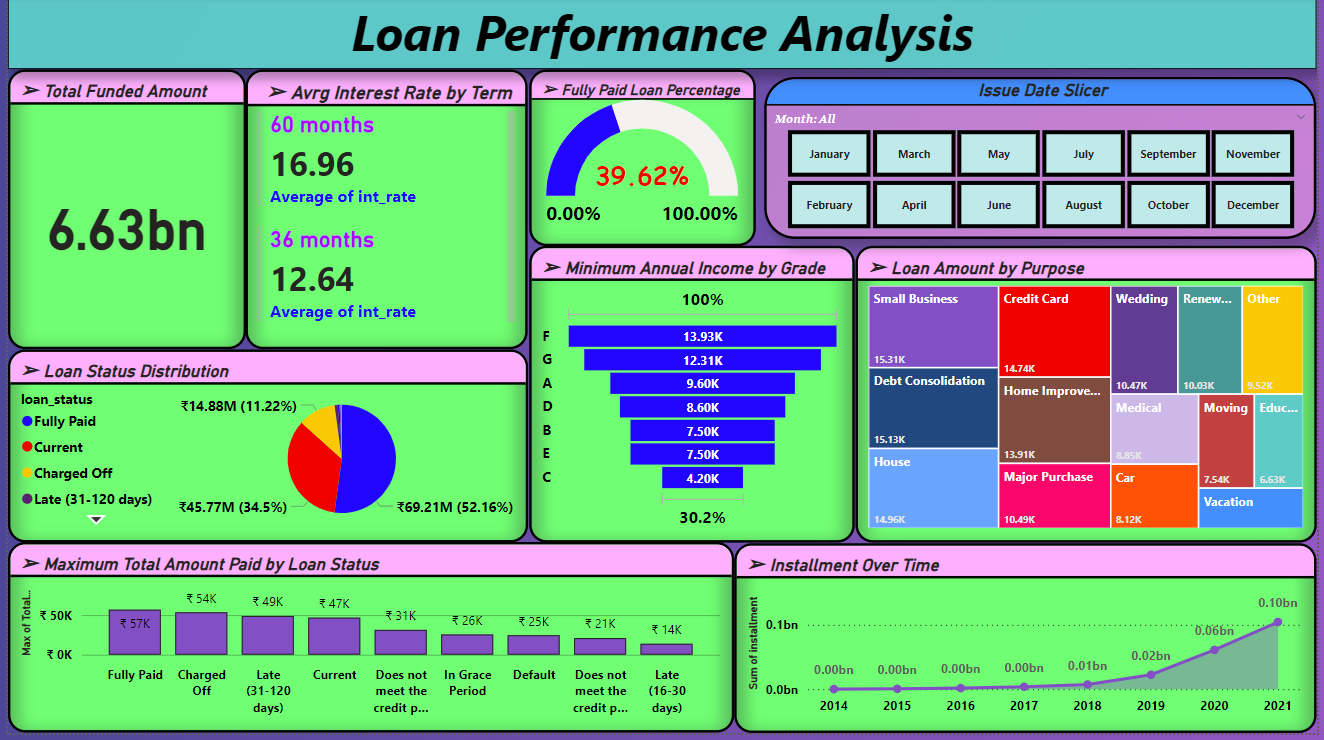 Loan Performance Analysis
➢ Total Funded Amount
6.63bn
➢ Avrg Interest Rate by Term
60 months
16.96
Average of int_rate
36 months
12.64
Average of int_rate
➢ Fully Paid Loan Percentage
39.62%
0.00% 100.00%
Issue Date Slicer
Month: All
January March May July September November
February April June August October December
➢ Loan Status Distribution
loan_status
Fully Paid
Current
Charged Off
Late (31-120 days)
₹14.88M (11.22%)
₹45.77M (34.5%)
₹69.21M (52.16%)
➢ Minimum Annual Income by Grade
100%
F 13.93K
G 12.31K
A 9.60K
D 8.60K
B 7.50K
E 7.50K
C 4.20K
30.2%
➢ Loan Amount by Purpose
Small Business
15.31K
Debt Consolidation
15.13K
House
14.96K
Credit Card
14.74K
Home Improve...
13.91K
Major Purchase
10.49K
Wedding
10.47K
Renew...
10.03K
Other
9.52K
Medical
8.85K
Car
8.12K
Moving
7.54K
Educ...
6.63K
Vacation
➢ Maximum Total Amount Paid by Loan Status
Max of Total...
₹ 50K
₹ 0K
₹ 57K
₹ 54K
₹ 49K
₹ 47K
₹ 31K
₹ 26K
₹ 25K
₹ 21K
₹ 14K
Fully Paid
Charged
Off
Late
(31-120
days)
Current
Does not
meet the
credit p...
In Grace
Period
Default
Does not
meet the
credit p...
Late
(16-30
days)
➢ Installment Over Time
Sum of Installment
0.1bn
0.0bn
0.00bn 0.00bn 0.00bn 0.00bn 0.01bn 0.02bn 0.06bn 0.10bn
2014 2015 2016 2017 2018 2019 2020 2021